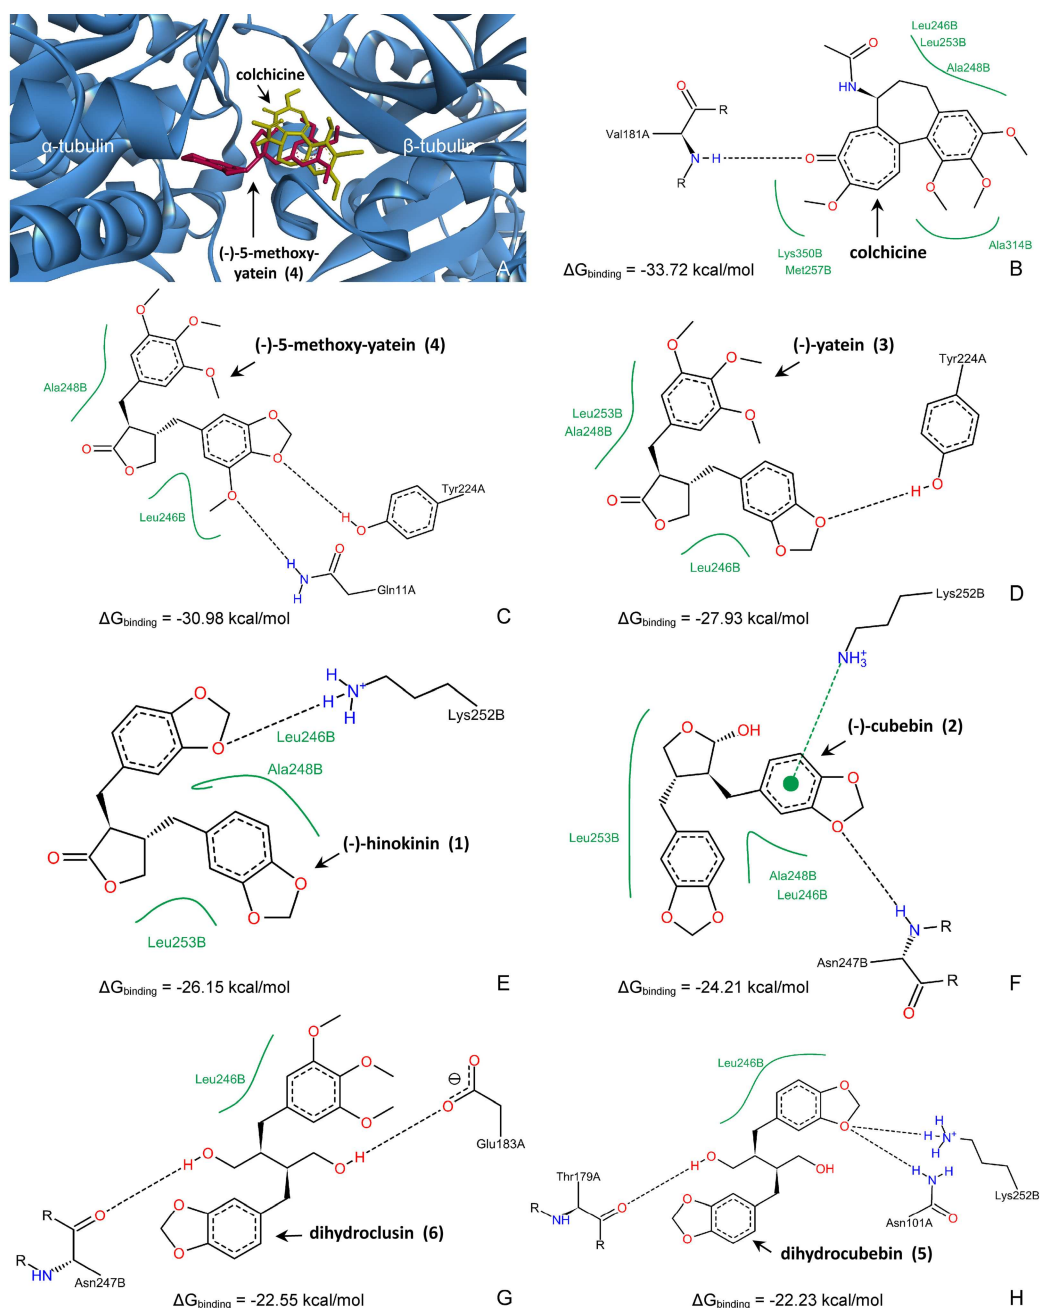 colchicine
α-tubulin
β-tubulin
(-)-5-methoxy-
yatein (4)
A
Leu246B
Leu253B
Ala248B
O
HN
O
R
Val181A
N H
R
O
O
O
O
O
colchicine
Lys350B
Met257B
Ala314B
ΔGbinding = -33.72 kcal/mol
B
O
O
O
(-)-5-methoxy-yatein (4)
Ala248B
O
O
O
O
O
Leu246B
Tyr224A
H
O
H
N
H
O
Gln11A
ΔGbinding = -30.98 kcal/mol
C
(-)-yatein (3)
O
O
O
Tyr224A
Leu253B
Ala248B
H O
O
O
O
O
Leu246B
ΔGbinding = -27.93 kcal/mol
D
O
O
H
H N+
H
Lys252B
Leu246B
Ala248B
(-)-hinokinin (1)
O
O
O
O
Leu253B
ΔGbinding = -26.15 kcal/mol
E
Lys252B
NH3+
O
OH
(-)-cubebin (2)
O
O
Leu253B
Ala248B
Leu246B
O
O
H
N R
Asn247B
R
O
ΔGbinding = -24.21 kcal/mol
F
Leu246B
O
O
O
O
⊖
O
Glu183A
H O
O H
R
O
O
O
dihydroclusin (6)
R
HN
Asn247B
ΔGbinding = -22.55 kcal/mol
G
Leu246B
O
O
H
H N+
H
H H
N
Lys252B
Asn101A
O
H O
OH
Thr179A
R
NH
O
R
O
O
dihydrocubebin (5)
ΔGbinding = -22.23 kcal/mol
H